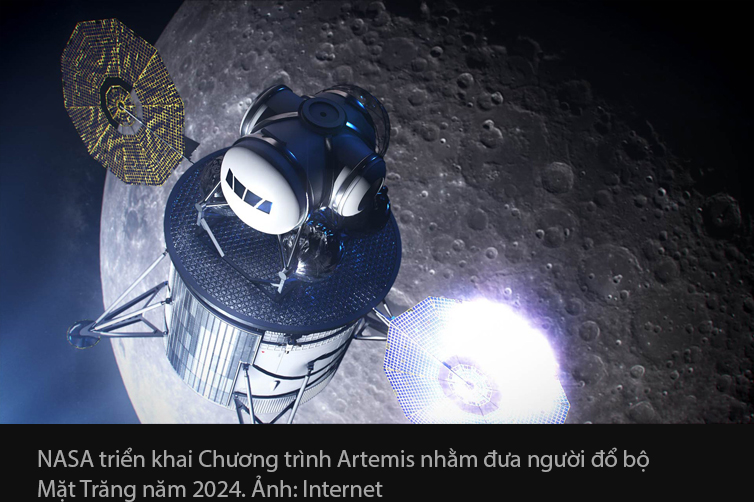 NASA triển khai Chương trình Artemis nhằm đưa người đổ bộ
Mặt Trăng năm 2024. Ảnh: Internet